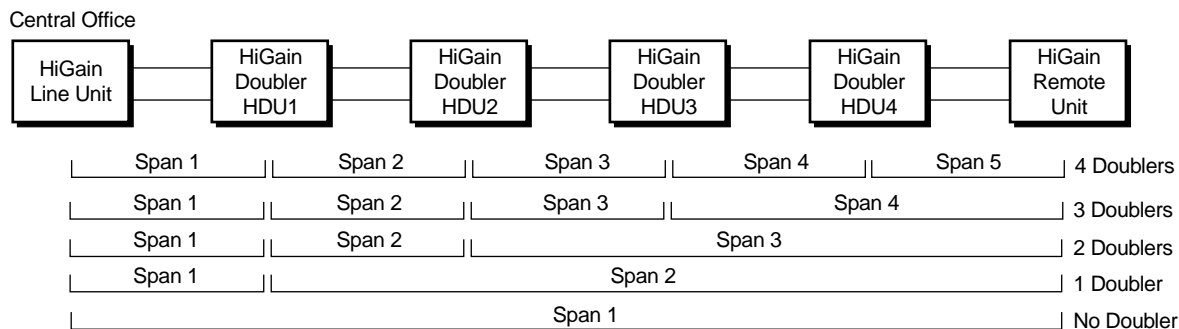 Central Office
HiGain
Line Unit
HiGain
Doubler
HDU1
HiGain
Doubler
HDU2
HiGain
Doubler
HDU3
HiGain
Doubler
HDU4
HiGain
Remote
Unit
Span 1 Span 2 Span 3 Span 4 Span 5 4 Doublers
Span 1 Span 2 Span 3 Span 4 3 Doublers
Span 1 Span 2 Span 3 2 Doublers
Span 1 Span 2 1 Doubler
Span 1 No Doubler